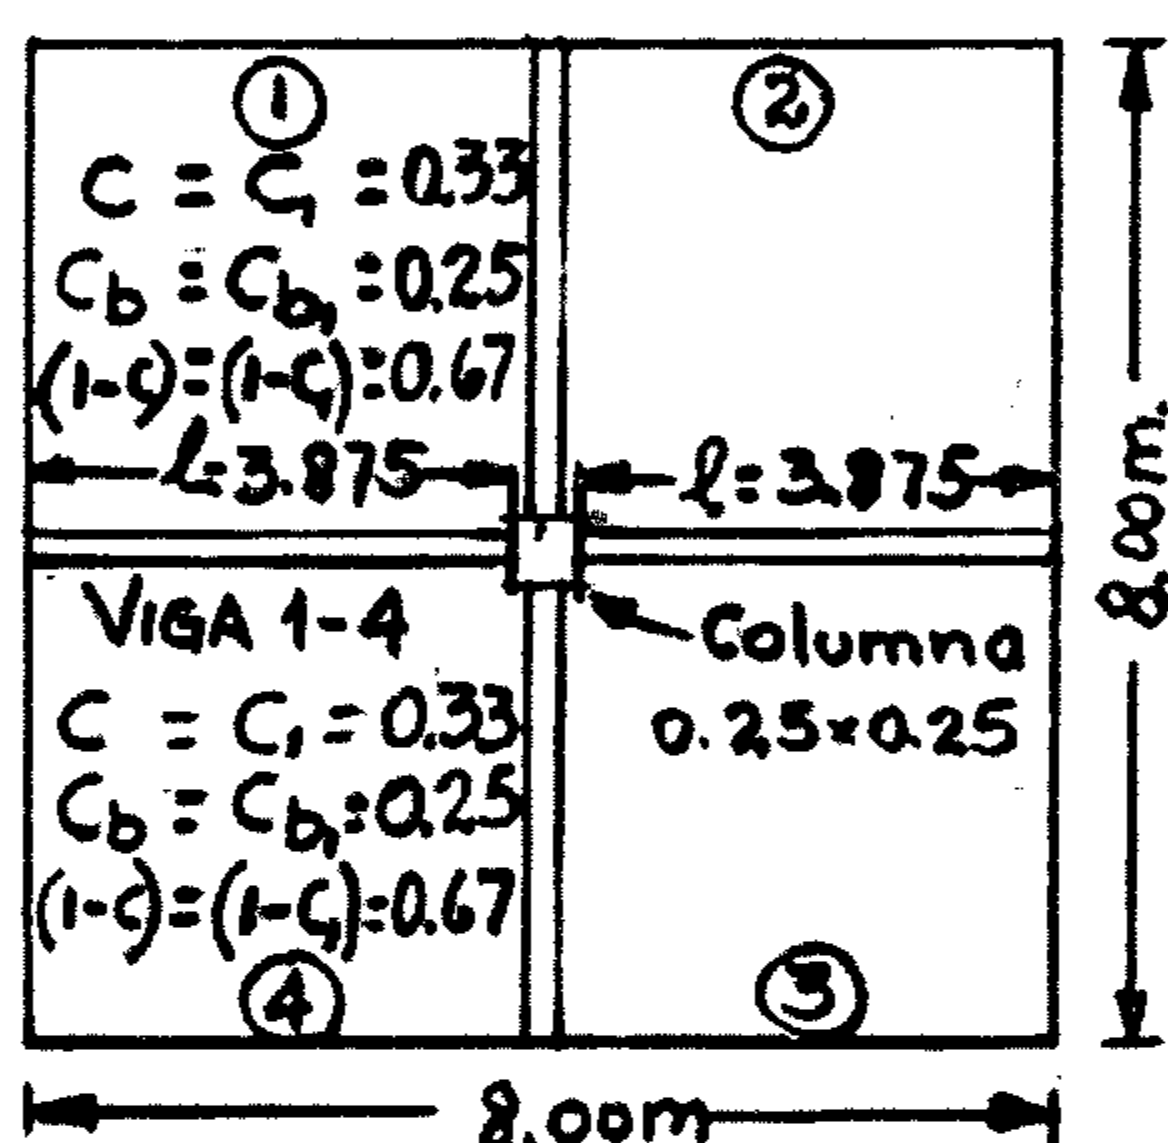 1
C = C₁ = 0.33
Cb = Cb₁ = 0.25
(1-C) = (1-C₁) = 0.67
l = 3.875
2
l = 3.875
8.00 m.
VIGA 1-4
C = C₁ = 0.33
Cb = Cb₁ = 0.25
(1-C) = (1-C₁) = 0.67
4
Columna
0.25 x 0.25
3
8.00m